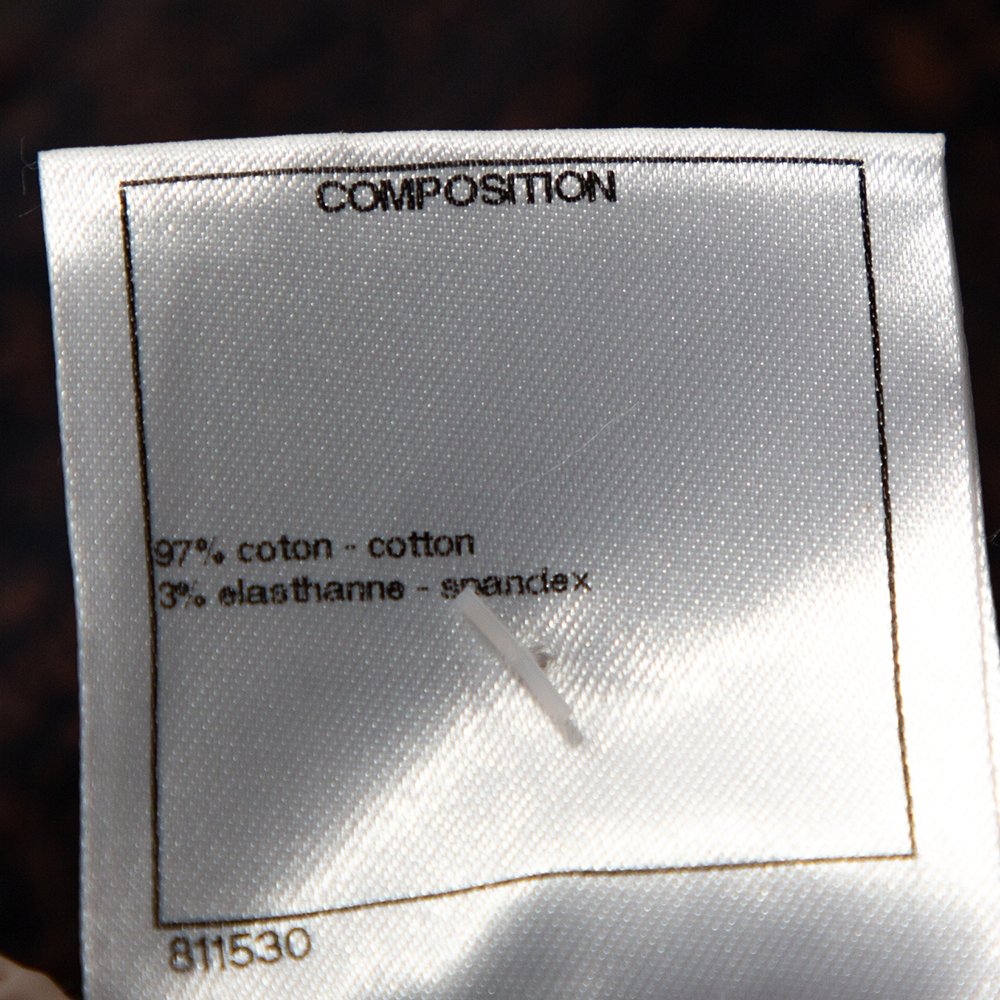 COMPOSITION
97% coton - cotton
3% elasthanne - spandex
811530